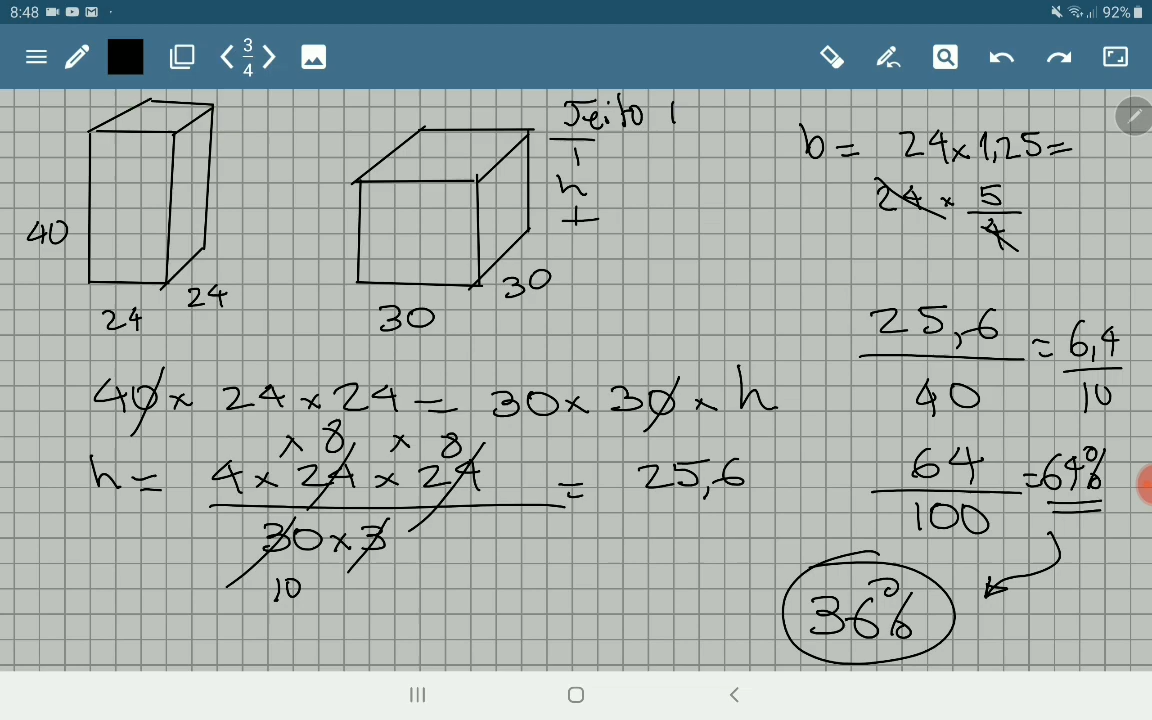 8:48
92%
3
4
Jeito 1
b = 24 x 1,25 =
24 x 5
4
h
40
24
24
30
30
25,6 = 6,4
40 10
40 x 24 x 24 = 30 x 30 x h
x 8 x 8
h = 4 x 24 x 24 = 25,6
30 x 3
10
64 = 64%
100
36%